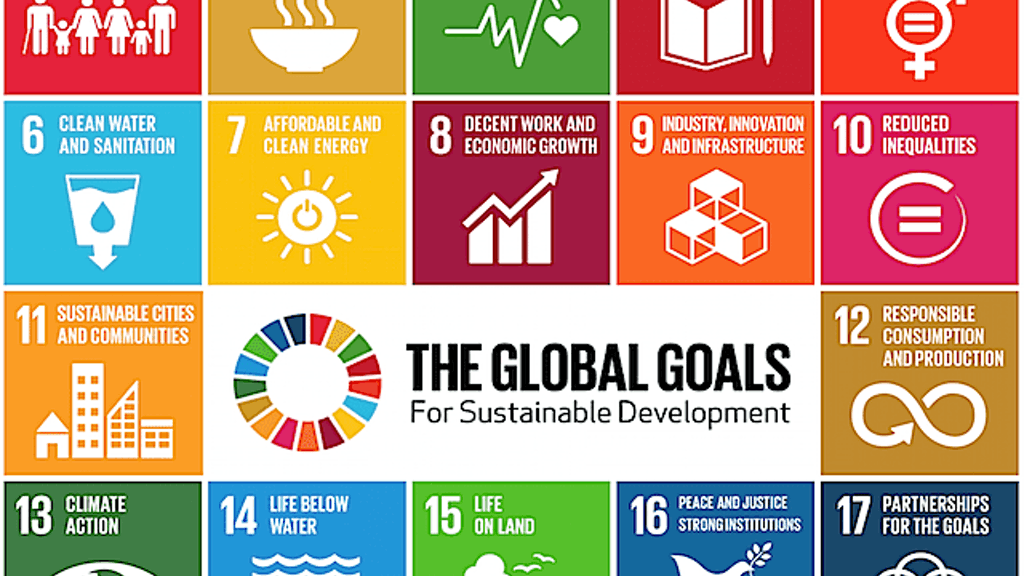 6 CLEAN WATER
AND SANITATION
7 AFFORDABLE AND
CLEAN ENERGY
8 DECENT WORK AND
ECONOMIC GROWTH
9 INDUSTRY, INNOVATION
AND INFRASTRUCTURE
10 REDUCED
INEQUALITIES
11 SUSTAINABLE CITIES
AND COMMUNITIES
THE GLOBAL GOALS
For Sustainable Development
12 RESPONSIBLE
CONSUMPTION
AND PRODUCTION
13 CLIMATE
ACTION
14 LIFE BELOW
WATER
15 LIFE
ON LAND
16 PEACE AND JUSTICE
STRONG INSTITUTIONS
17 PARTNERSHIPS
FOR THE GOALS